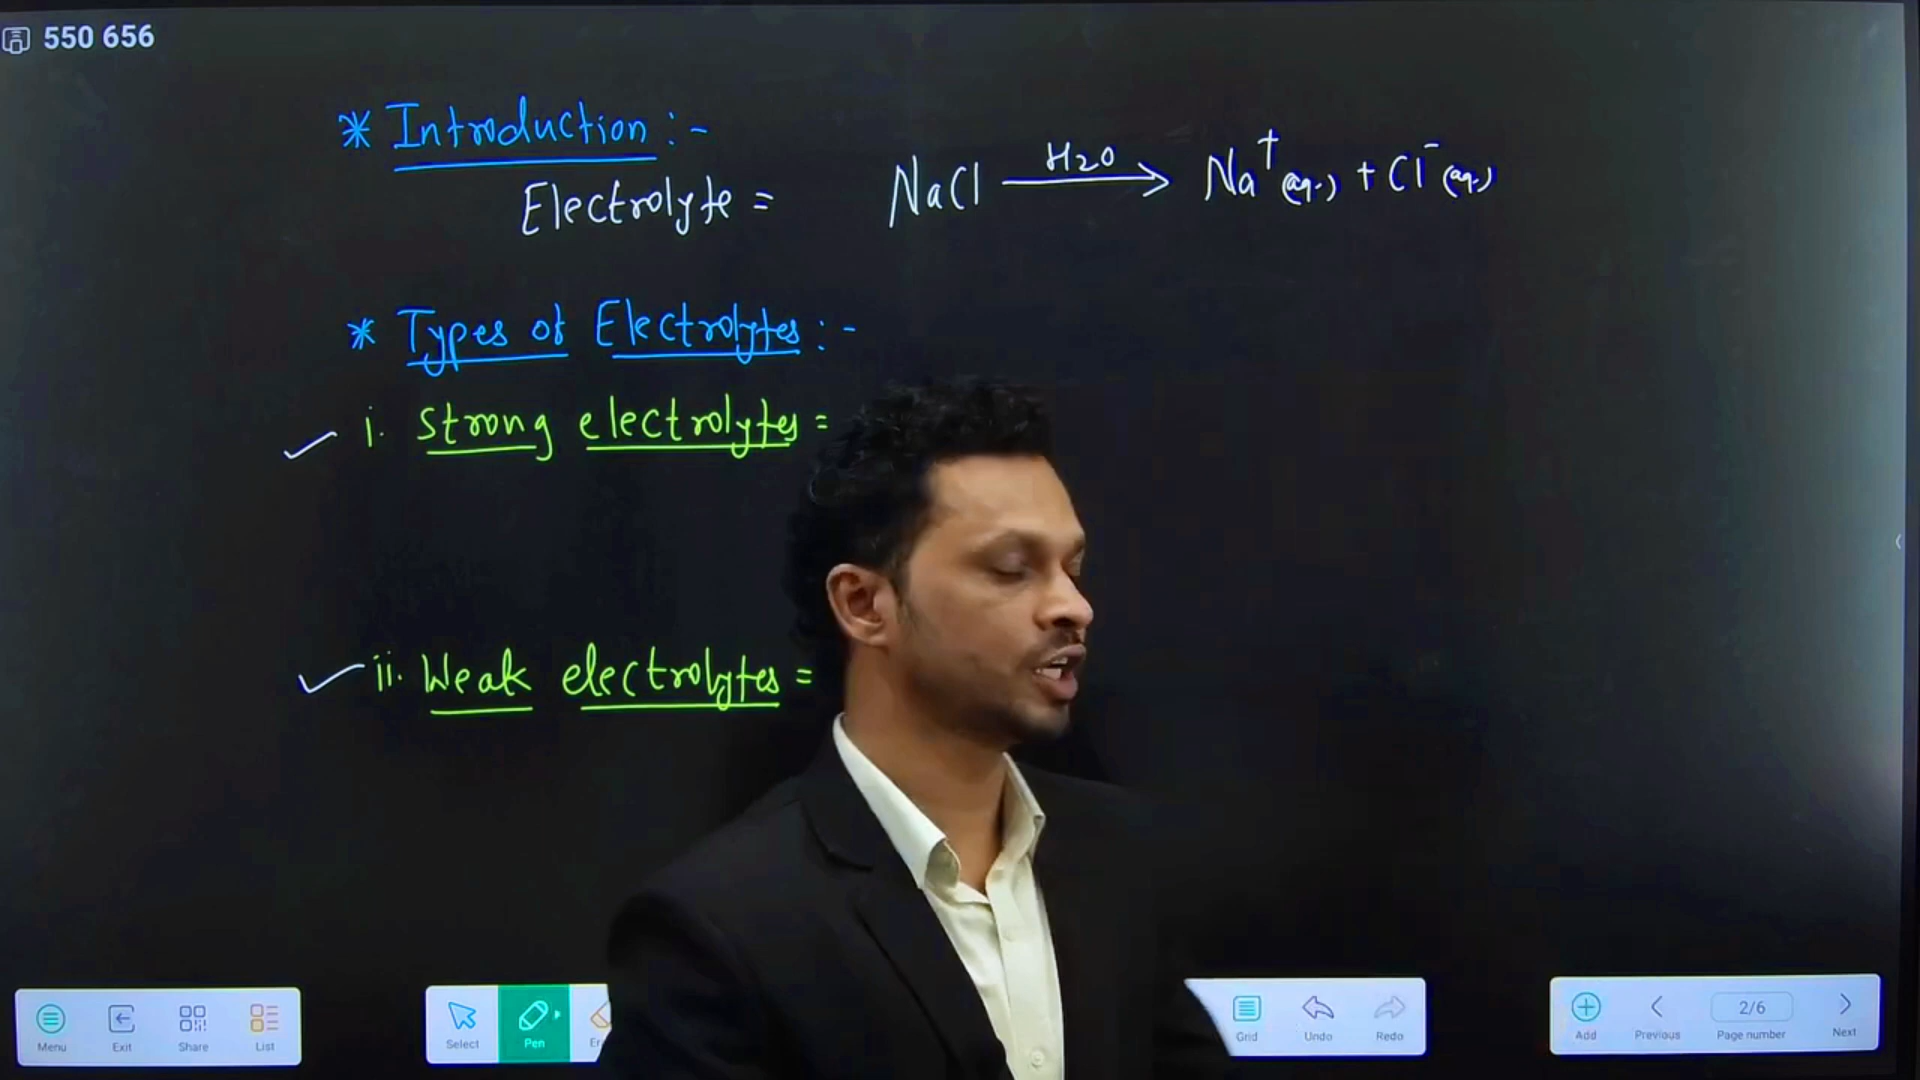 550 656
* Introduction :-
Electrolyte = NaCl H2O → Na+ (aq.) + Cl- (aq.)
* Types of Electrolytes :-
i. Strong electrolytes =
ii. Weak electrolytes =
Menu Exit Share List Select Pen Grid Undo Redo Add Previous 2/6 Page number Next